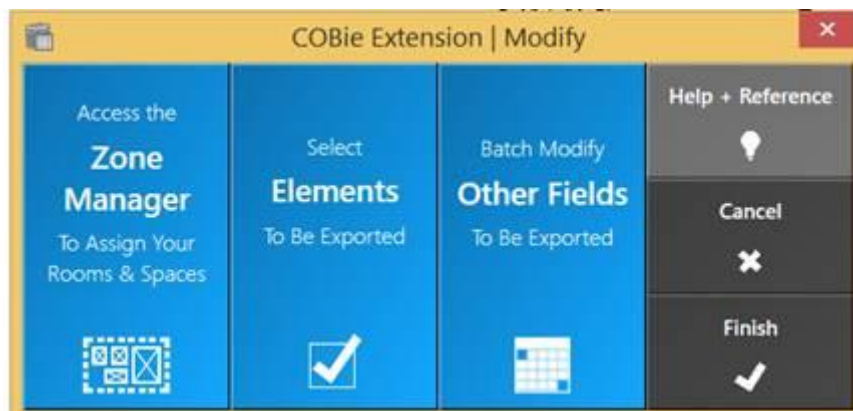 COBie Extension | Modify
Access the
Zone
Manager
To Assign Your
Rooms & Spaces
Select
Elements
To Be Exported
Batch Modify
Other Fields
To Be Exported
Help + Reference
Cancel
Finish